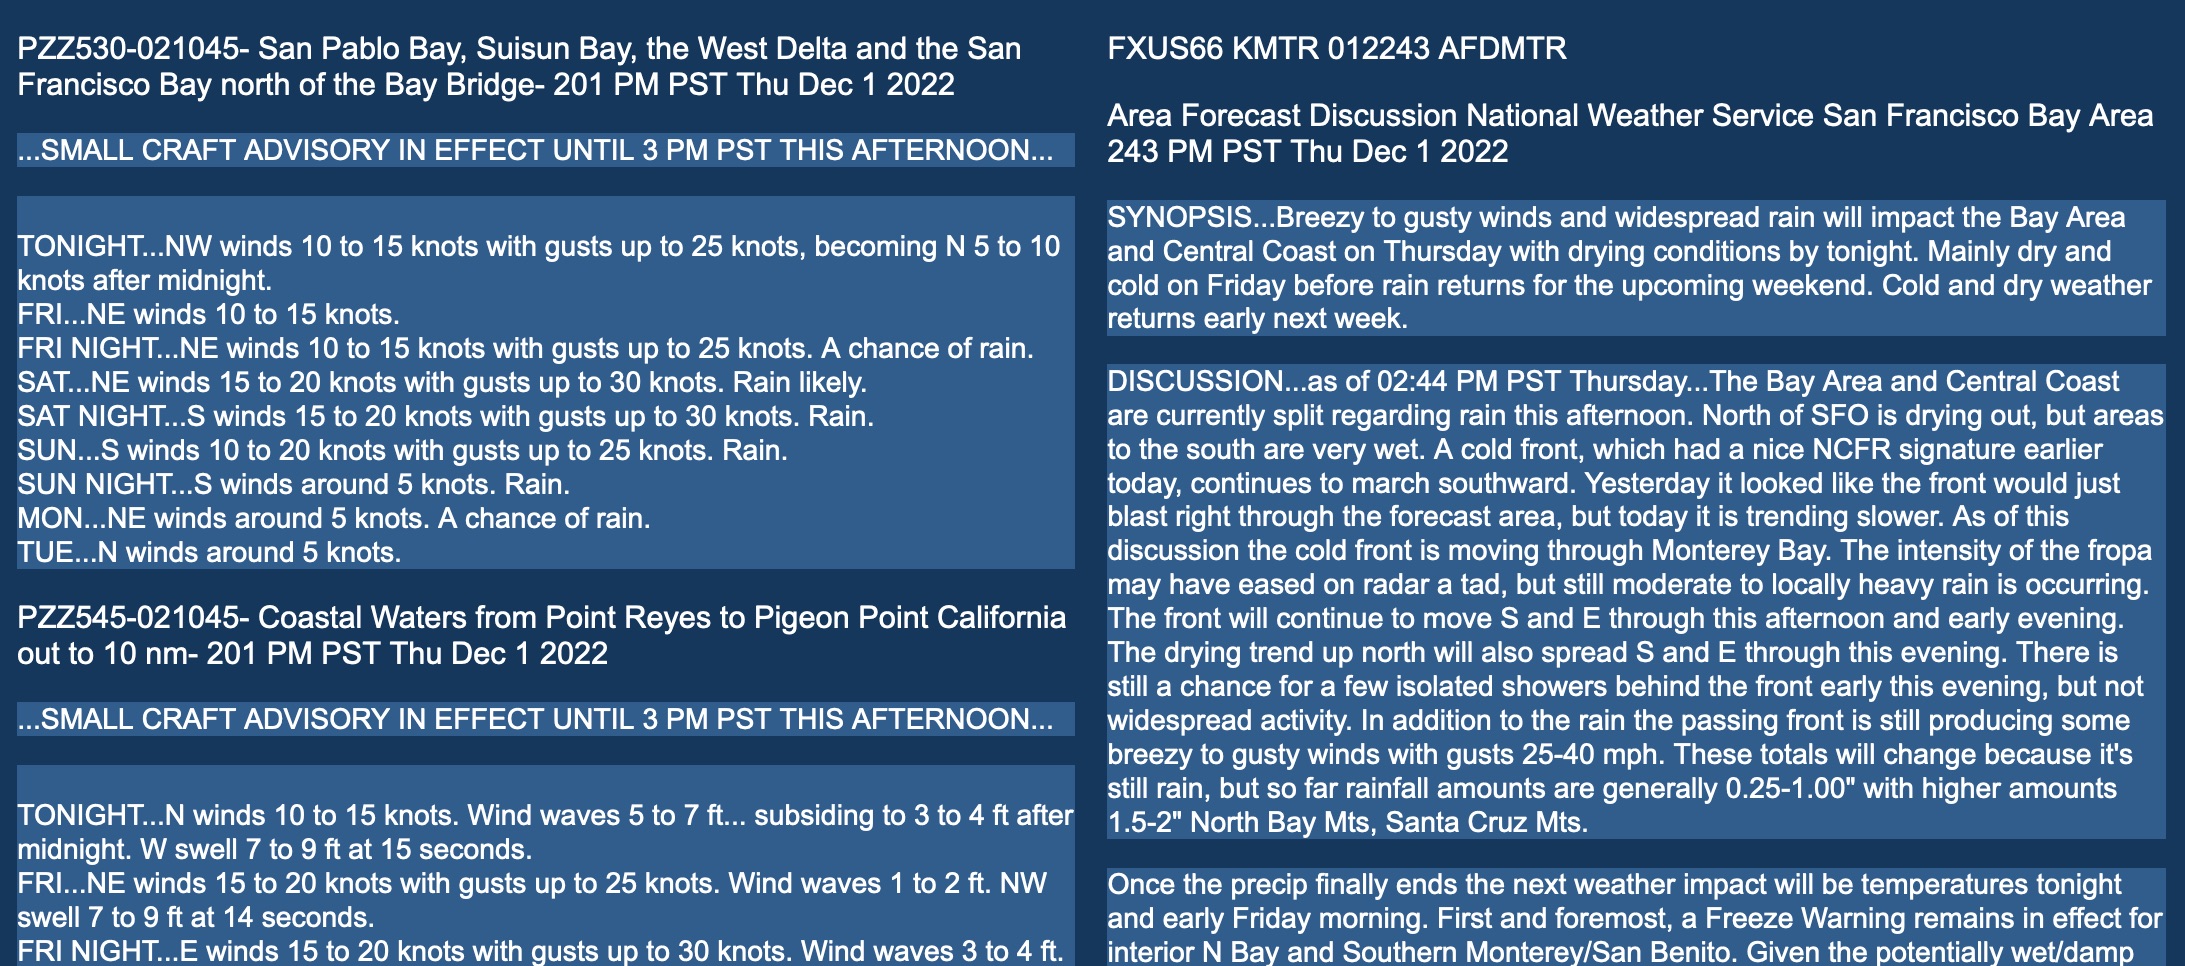 PZZ530-021045- San Pablo Bay, Suisun Bay, the West Delta and the San
Francisco Bay north of the Bay Bridge- 201 PM PST Thu Dec 1 2022
...SMALL CRAFT ADVISORY IN EFFECT UNTIL 3 PM PST THIS AFTERNOON...
TONIGHT...NW winds 10 to 15 knots with gusts up to 25 knots, becoming N 5 to 10
knots after midnight.
FRI...NE winds 10 to 15 knots.
FRI NIGHT...NE winds 10 to 15 knots with gusts up to 25 knots. A chance of rain.
SAT...NE winds 15 to 20 knots with gusts up to 30 knots. Rain likely.
SAT NIGHT...S winds 15 to 20 knots with gusts up to 30 knots. Rain.
SUN...S winds 10 to 20 knots with gusts up to 25 knots. Rain.
SUN NIGHT...S winds around 5 knots. Rain.
MON...NE winds around 5 knots. A chance of rain.
TUE...N winds around 5 knots.
PZZ545-021045- Coastal Waters from Point Reyes to Pigeon Point California
out to 10 nm- 201 PM PST Thu Dec 1 2022
...SMALL CRAFT ADVISORY IN EFFECT UNTIL 3 PM PST THIS AFTERNOON...
TONIGHT...N winds 10 to 15 knots. Wind waves 5 to 7 ft... subsiding to 3 to 4 ft after
midnight. W swell 7 to 9 ft at 15 seconds.
FRI...NE winds 15 to 20 knots with gusts up to 25 knots. Wind waves 1 to 2 ft. NW
swell 7 to 9 ft at 14 seconds.
FRI NIGHT...E winds 15 to 20 knots with gusts up to 30 knots. Wind waves 3 to 4 ft.
FXUS66 KMTR 012243 AFDMTR
Area Forecast Discussion National Weather Service San Francisco Bay Area
243 PM PST Thu Dec 1 2022
SYNOPSIS...Breezy to gusty winds and widespread rain will impact the Bay Area
and Central Coast on Thursday with drying conditions by tonight. Mainly dry and
cold on Friday before rain returns for the upcoming weekend. Cold and dry weather
returns early next week.
DISCUSSION...as of 02:44 PM PST Thursday...The Bay Area and Central Coast
are currently split regarding rain this afternoon. North of SFO is drying out, but areas
to the south are very wet. A cold front, which had a nice NCFR signature earlier
today, continues to march southward. Yesterday it looked like the front would just
blast right through the forecast area, but today it is trending slower. As of this
discussion the cold front is moving through Monterey Bay. The intensity of the fropa
may have eased on radar a tad, but still moderate to locally heavy rain is occurring.
The front will continue to move S and E through this afternoon and early evening.
The drying trend up north will also spread S and E through this evening. There is
still a chance for a few isolated showers behind the front early this evening, but not
widespread activity. In addition to the rain the passing front is still producing some
breezy to gusty winds with gusts 25-40 mph. These totals will change because it's
still rain, but so far rainfall amounts are generally 0.25-1.00" with higher amounts
1.5-2" North Bay Mts, Santa Cruz Mts.
Once the precip finally ends the next weather impact will be temperatures tonight
and early Friday morning. First and foremost, a Freeze Warning remains in effect for
interior N Bay and Southern Monterey/San Benito. Given the potentially wet/damp